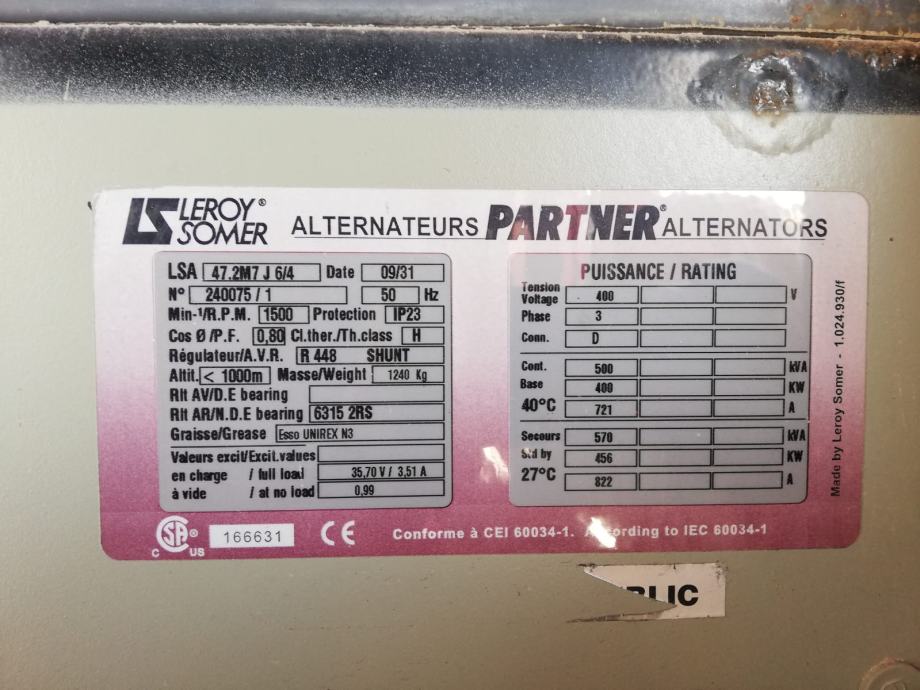 LS LEROY® SOMER ALTERNATEURS PARTNER® ALTERNATORS
LSA 47.2M7 J 6/4 Date 09/31
N° 240075 / 1 50 Hz
Min-¹/R.P.M. 1500 Protection IP23
Cos Ø /P.F. 0,80 Cl.ther./Th.class H
Régulateur/A.V.R. R 448 SHUNT
Altit. < 1000m Masse/Weight 1240 Kg
Rlt AV/D.E bearing
Rlt AR/N.D.E bearing 6315 2RS
Graisse/Grease Esso UNIREX N3
Valeurs excit/Excit.values
en charge / full load 35,70 V / 3,51 A
à vide / at no load 0,99
PUISSANCE / RATING
Tension
Voltage 400 V
Phase 3
Conn. D
Cont. 500 kVA
Base 400 KW
40°C 721 A
Secours 570 kVA
Std by 456 KW
27°C 822 A
Made by Leroy Somer - 1,024.930/f
C SA® US 166631 CE Conforme à CEI 60034-1. According to IEC 60034-1
BLIC